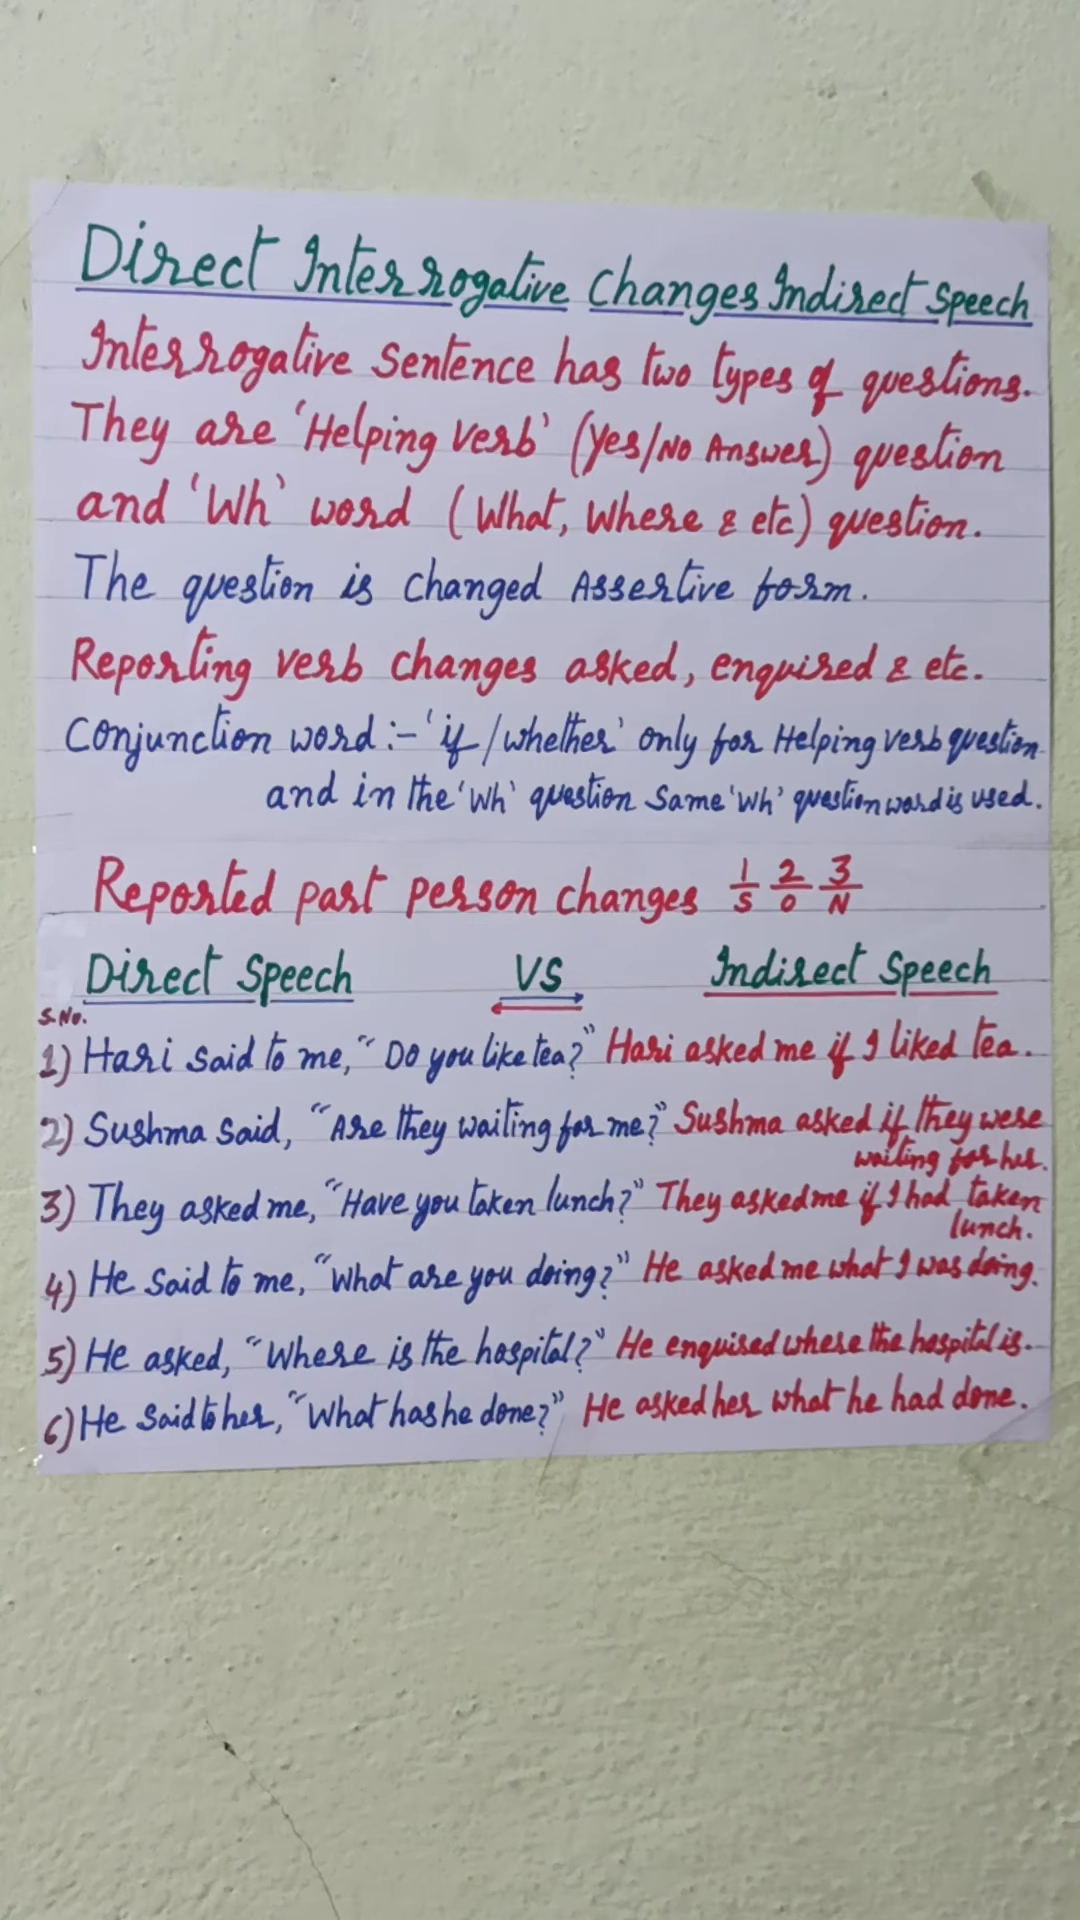 Direct Interrogative Changes Indirect Speech
Interrogative Sentence has two types of questions.
They are 'Helping Verb' (Yes/No Answer) question
and 'Wh' word (What, Where & etc) question.
The question is changed Assertive form.
Reporting verb changes asked, enquired & etc.
Conjunction word :- 'if /whether' only for Helping verb question
and in the 'Wh' question Same 'Wh' question word is used.
Reported part person changes 1/S 2/O 3/N
Direct Speech VS Indirect Speech
S.No.
1) Hari said to me, "Do you like tea?" Hari asked me if I liked tea.
2) Sushma said, "Are they waiting for me?" Sushma asked if they were
waiting for her.
3) They asked me, "Have you taken lunch?" They asked me if I had taken
lunch.
4) He said to me, "What are you doing?" He asked me what I was doing.
5) He asked, "Where is the hospital?" He enquired where the hospital is.
6) He said to her, "What has he done?" He asked her what he had done.